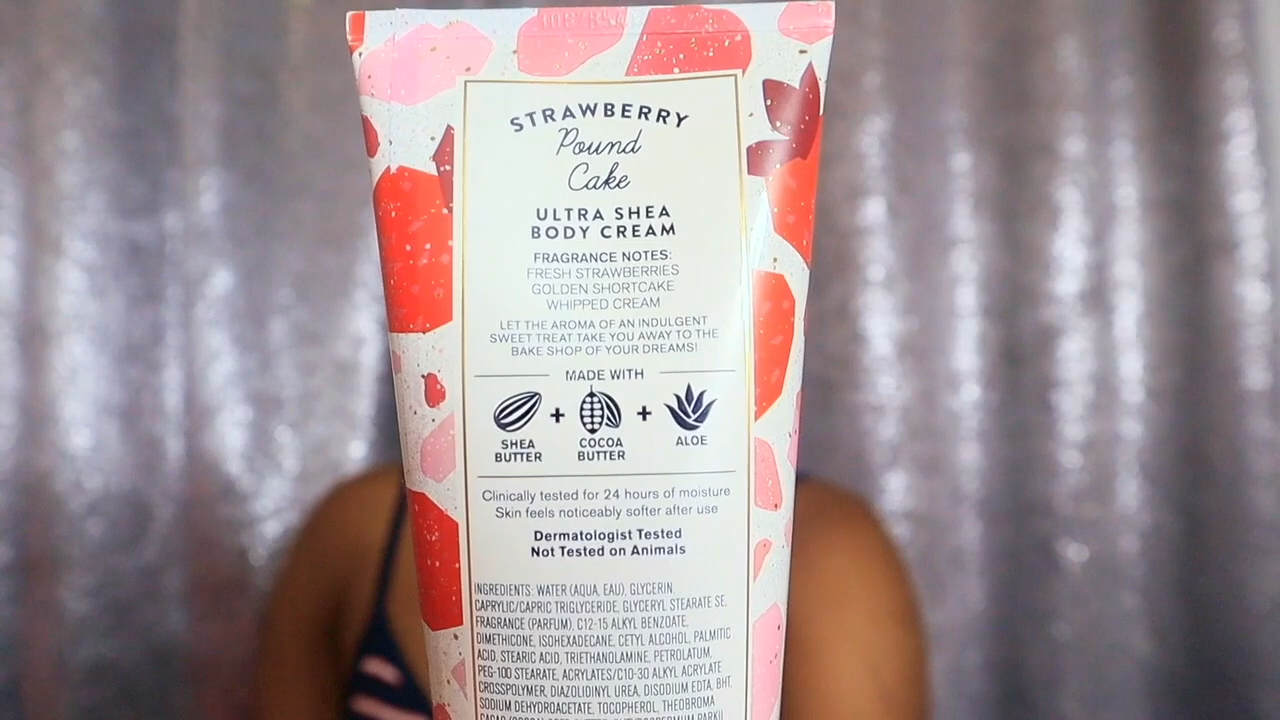 STRAWBERRY
Pound
Cake
ULTRA SHEA
BODY CREAM
FRAGRANCE NOTES:
FRESH STRAWBERRIES
GOLDEN SHORTCAKE
WHIPPED CREAM
LET THE AROMA OF AN INDULGENT
SWEET TREAT TAKE YOU AWAY TO THE
BAKE SHOP OF YOUR DREAMS!
MADE WITH
SHEA BUTTER + COCOA BUTTER + ALOE
Clinically tested for 24 hours of moisture
Skin feels noticeably softer after use
Dermatologist Tested
Not Tested on Animals
INGREDIENTS: WATER (AQUA, EAU), GLYCERIN,
CAPRYLIC/CAPRIC TRIGLYCERIDE, GLYCERYL STEARATE SE,
FRAGRANCE (PARFUM), C12-15 ALKYL BENZOATE,
DIMETHICONE, ISOHEXADECANE, CETYL ALCOHOL, PALMITIC
ACID, STEARIC ACID, TRIETHANOLAMINE, PETROLATUM,
PEG-100 STEARATE, ACRYLATES/C10-30 ALKYL ACRYLATE
CROSSPOLYMER, DIAZOLIDINYL UREA, DISODIUM EDTA, BHT,
SODIUM DEHYDROACETATE, TOCOPHEROL, THEOBROMA